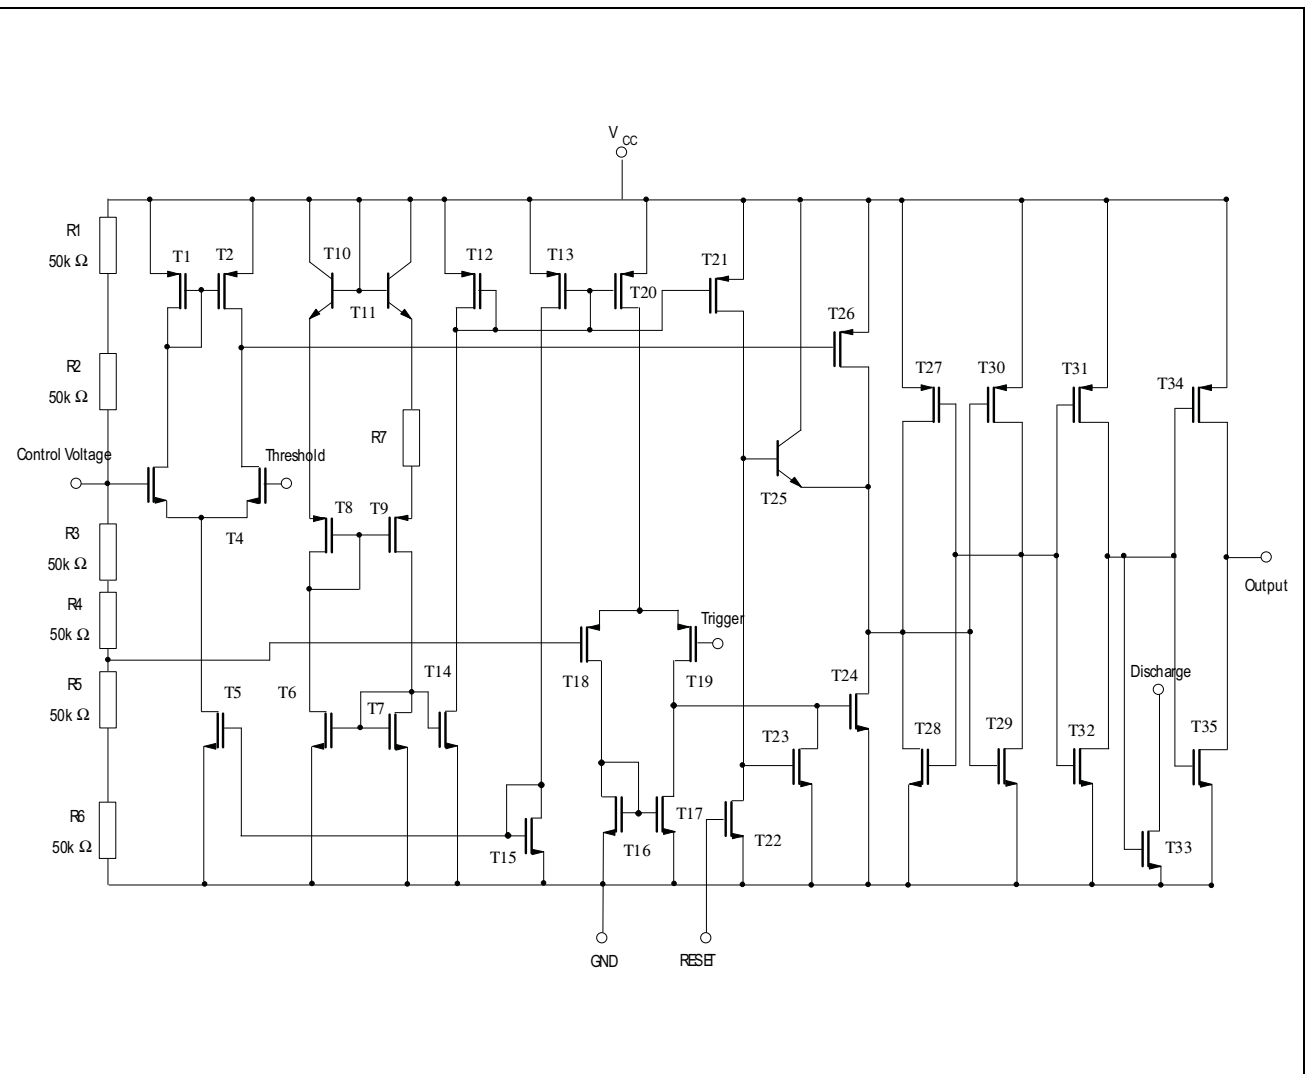 V CC
R1
50k Ω
T1
T2
T10
T11
T12
T13
T20
T21
T26
R2
50k Ω
T27
T30
T31
T34
Control Voltage
Threshold
R7
T25
T4
T8
T9
R3
50k Ω
R4
50k Ω
Output
Trigger
T18
T19
T14
T24
Discharge
R5
50k Ω
T5
T6
T7
T23
T28
T29
T32
T35
R6
50k Ω
T15
T16
T17
T22
T33
GND
RESET